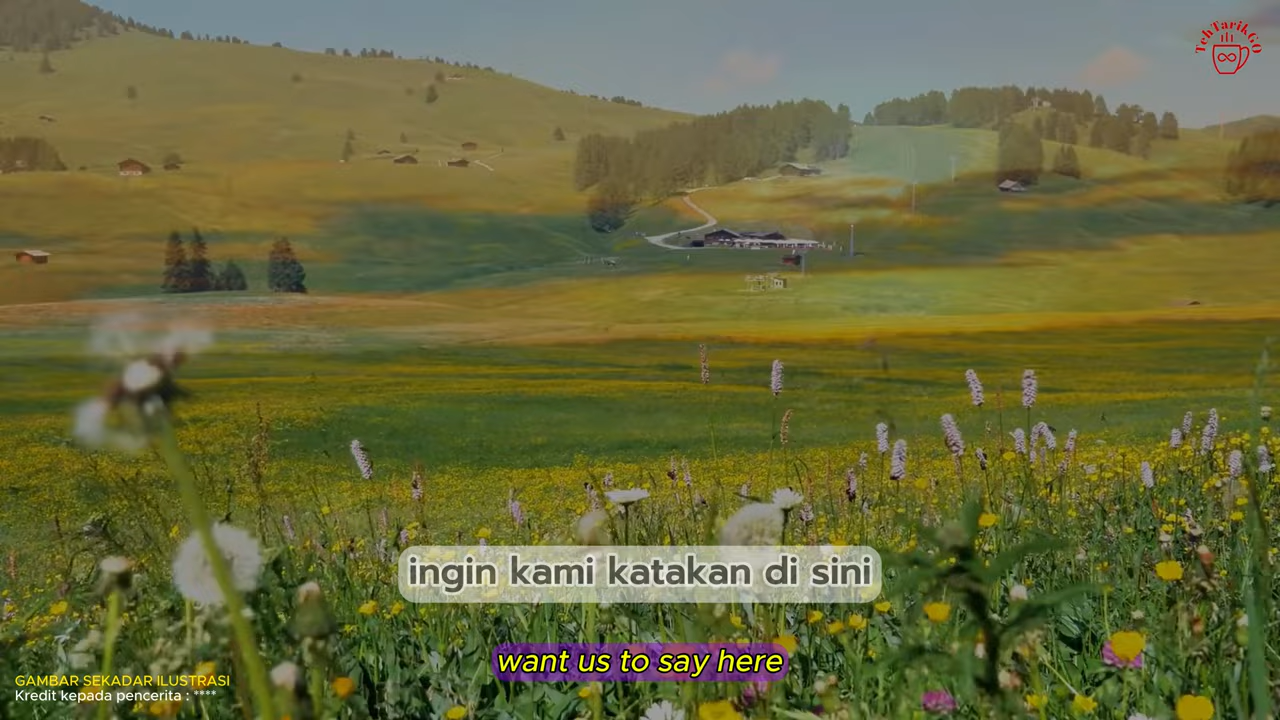 TehTarikGO
ingin kami katakan di sini
want us to say here
GAMBAR SEKADAR ILUSTRASI
Kredit kepada pencerita : ****